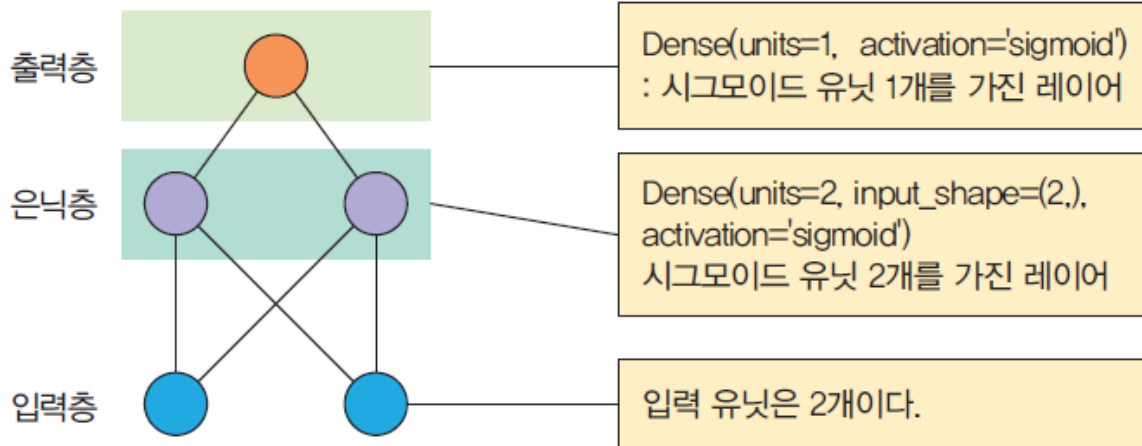 출력층
Dense(units=1, activation='sigmoid')
: 시그모이드 유닛 1개를 가진 레이어
은닉층
Dense(units=2, input_shape=(2,),
activation='sigmoid')
시그모이드 유닛 2개를 가진 레이어
입력층
입력 유닛은 2개이다.